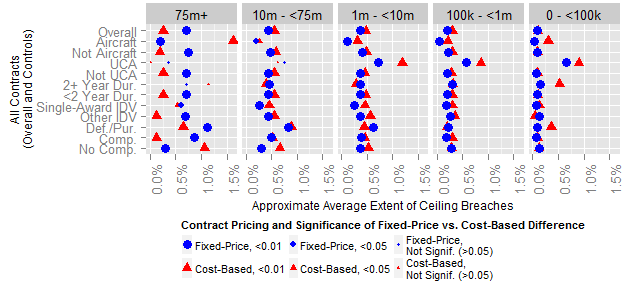 75m+ 10m - <75m 1m - <10m 100k - <1m 0 - <100k
All Contracts
(Overall and Controls)
Overall
Aircraft
Not Aircraft
UCA
Not UCA
2+ Year Dur.
<2 Year Dur.
Single-Award IDV
Other IDV
Def./Pur.
Comp.
No Comp.
0.0% 0.5% 1.0% 1.5% 0.0% 0.5% 1.0% 1.5% 0.0% 0.5% 1.0% 1.5% 0.0% 0.5% 1.0% 1.5% 0.0% 0.5% 1.0% 1.5%
Approximate Average Extent of Ceiling Breaches
Contract Pricing and Significance of Fixed-Price vs. Cost-Based Difference
Fixed-Price, <0.01 Fixed-Price, <0.05 Fixed-Price,
Not Signif. (>0.05)
Cost-Based, <0.01 Cost-Based, <0.05 Cost-Based,
Not Signif. (>0.05)